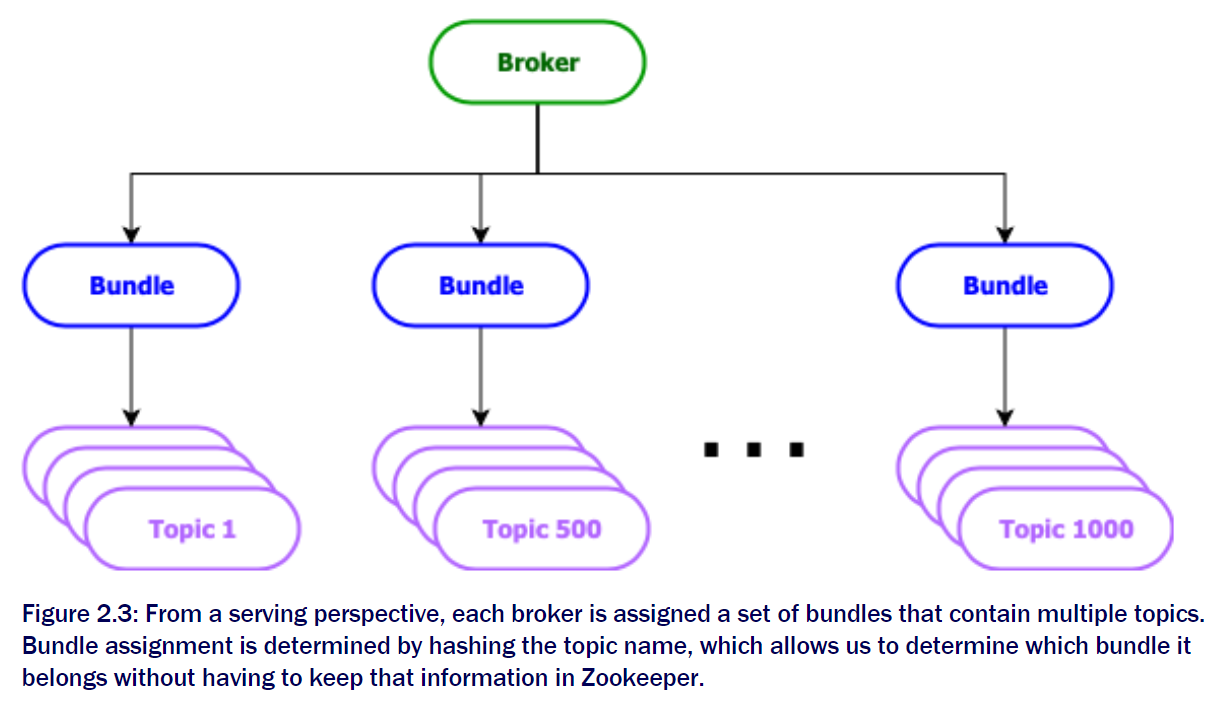 Broker
Bundle
Bundle
Bundle
Topic 1
Topic 500
Topic 1000
Figure 2.3: From a serving perspective, each broker is assigned a set of bundles that contain multiple topics.
Bundle assignment is determined by hashing the topic name, which allows us to determine which bundle it
belongs without having to keep that information in Zookeeper.